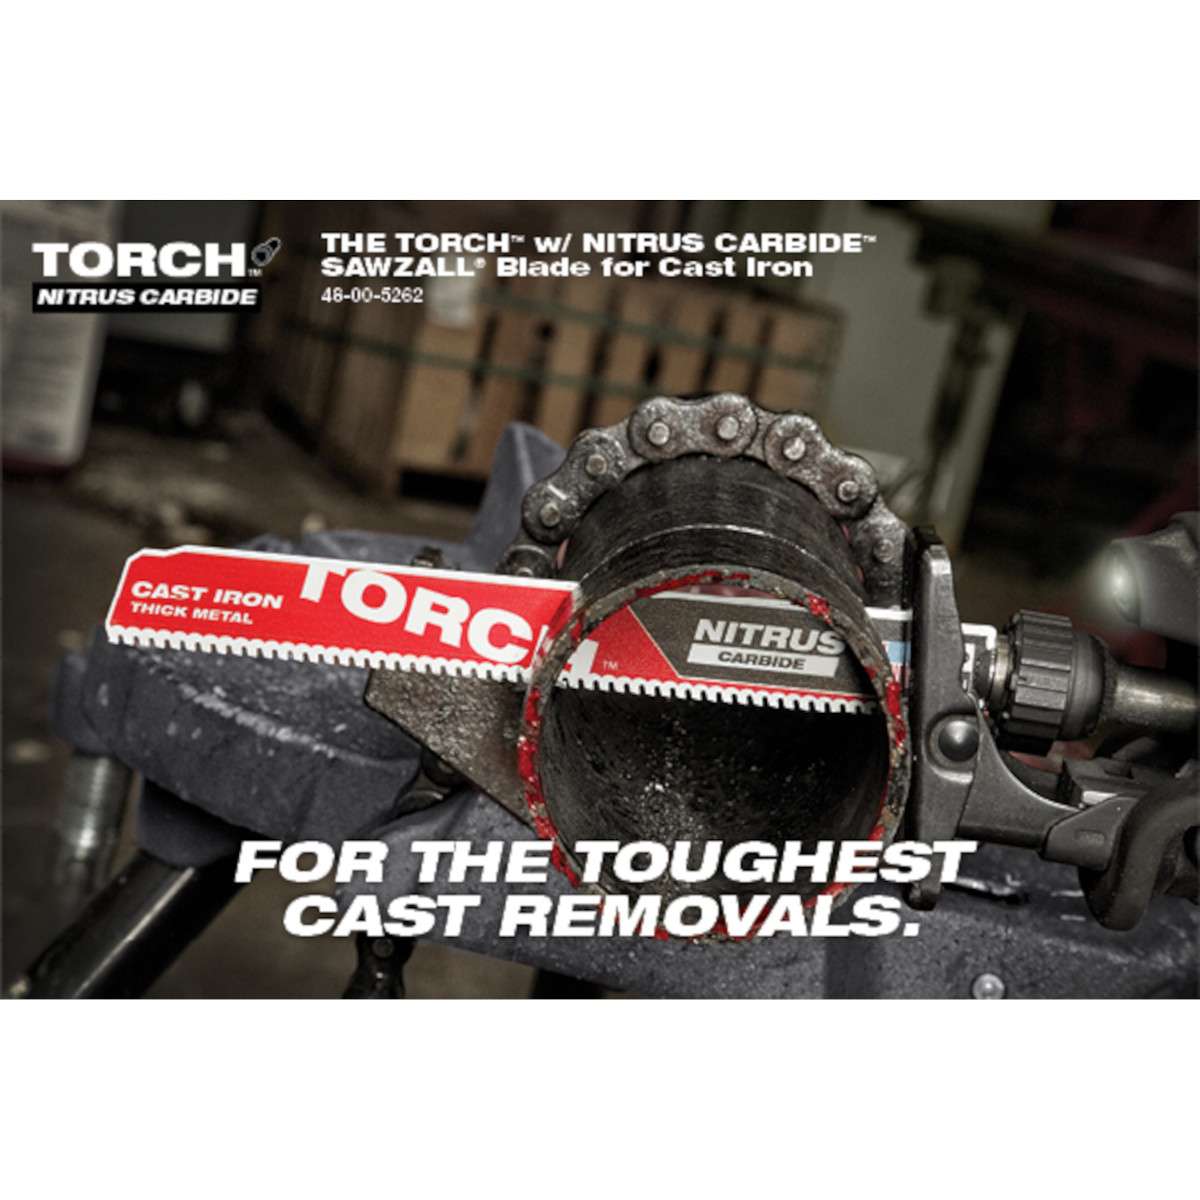 TORCH™
NITRUS CARBIDE
THE TORCH™ w/ NITRUS CARBIDE™
SAWZALL® Blade for Cast Iron
48-00-5262
CAST IRON
THICK METAL
TORCH™
NITRUS
CARBIDE
FOR THE TOUGHEST
CAST REMOVALS.